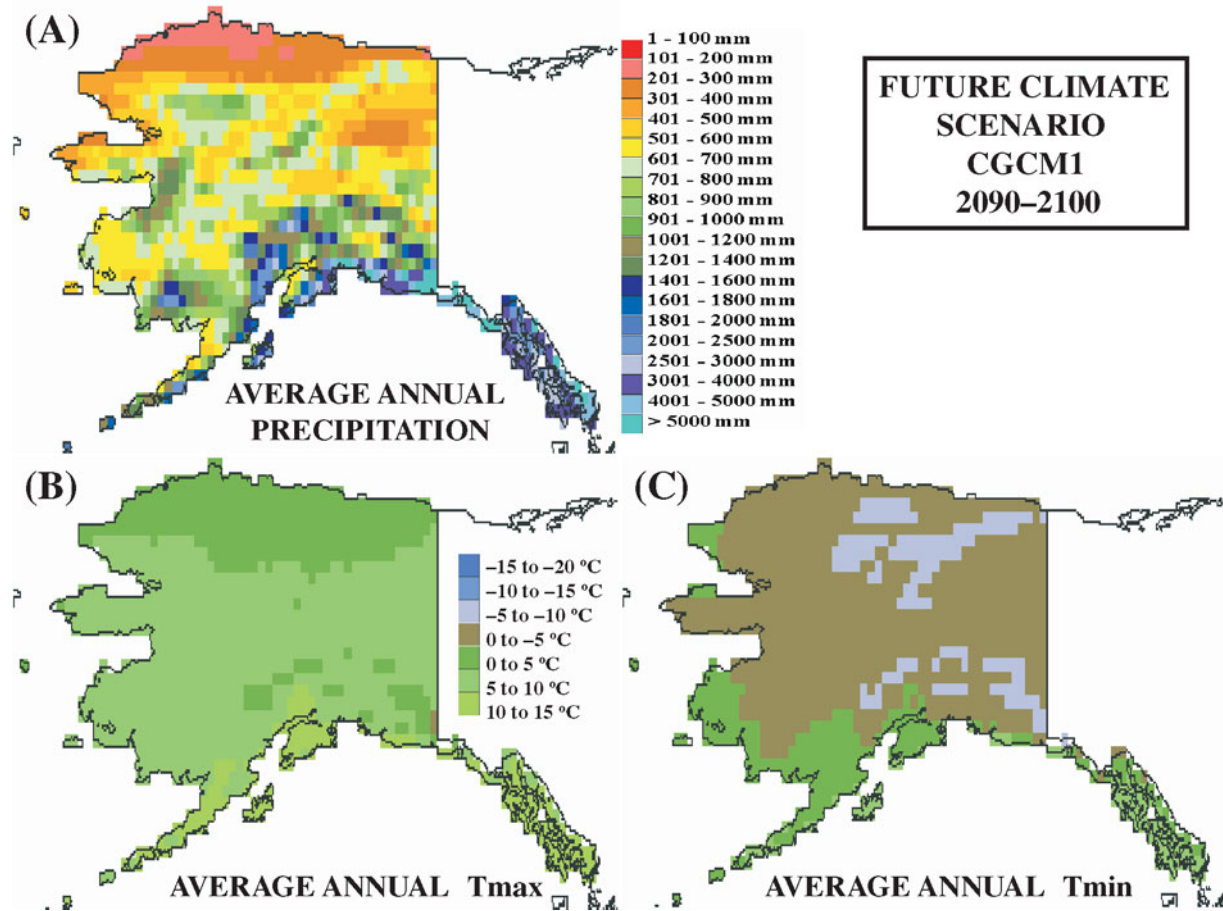 (A)
1 - 100 mm
101 - 200 mm
201 - 300 mm
301 - 400 mm
401 - 500 mm
501 - 600 mm
601 - 700 mm
701 - 800 mm
801 - 900 mm
901 - 1000 mm
1001 - 1200 mm
1201 - 1400 mm
1401 - 1600 mm
1601 - 1800 mm
1801 - 2000 mm
2001 - 2500 mm
2501 - 3000 mm
3001 - 4000 mm
4001 - 5000 mm
> 5000 mm
FUTURE CLIMATE
SCENARIO
CGCM1
2090–2100
AVERAGE ANNUAL
PRECIPITATION
(B)
–15 to –20 ºC
–10 to –15 ºC
–5 to –10 ºC
0 to –5 ºC
0 to 5 ºC
5 to 10 ºC
10 to 15 ºC
AVERAGE ANNUAL Tmax
(C)
AVERAGE ANNUAL Tmin